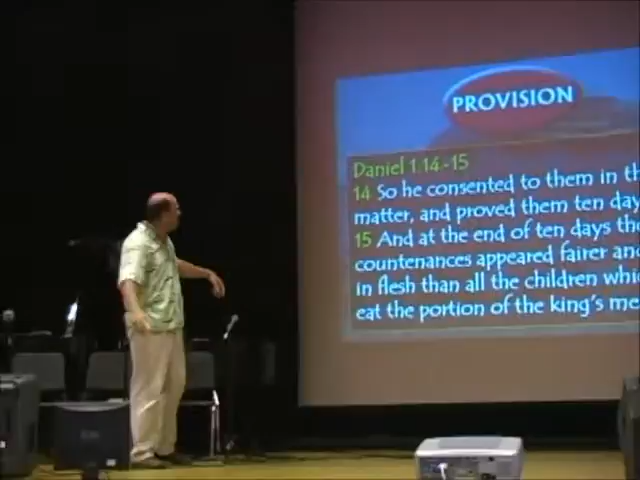 PROVISION
Daniel 1.14-15
14 So he consented to them in th
matter, and proved them ten day
15 And at the end of ten days the
countenances appeared fairer and
in flesh than all the children whi
eat the portion of the king's me